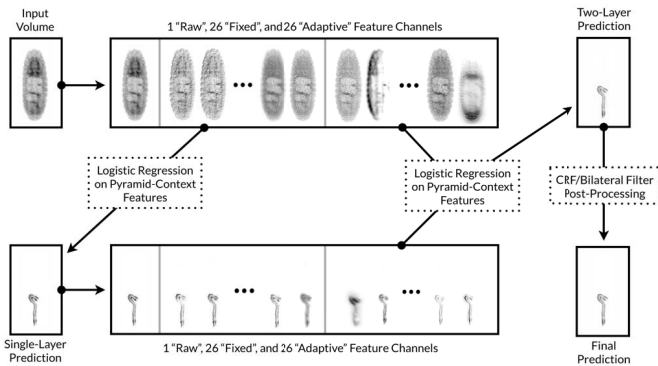 Input
Volume
1 “Raw”, 26 “Fixed”, and 26 “Adaptive” Feature Channels
Two-Layer
Prediction
Logistic Regression
on Pyramid-Context
Features
Logistic Regression
on Pyramid-Context
Features
CRF/Bilateral Filter
Post-Processing
Single-Layer
Prediction
1 “Raw”, 26 “Fixed”, and 26 “Adaptive” Feature Channels
Final
Prediction